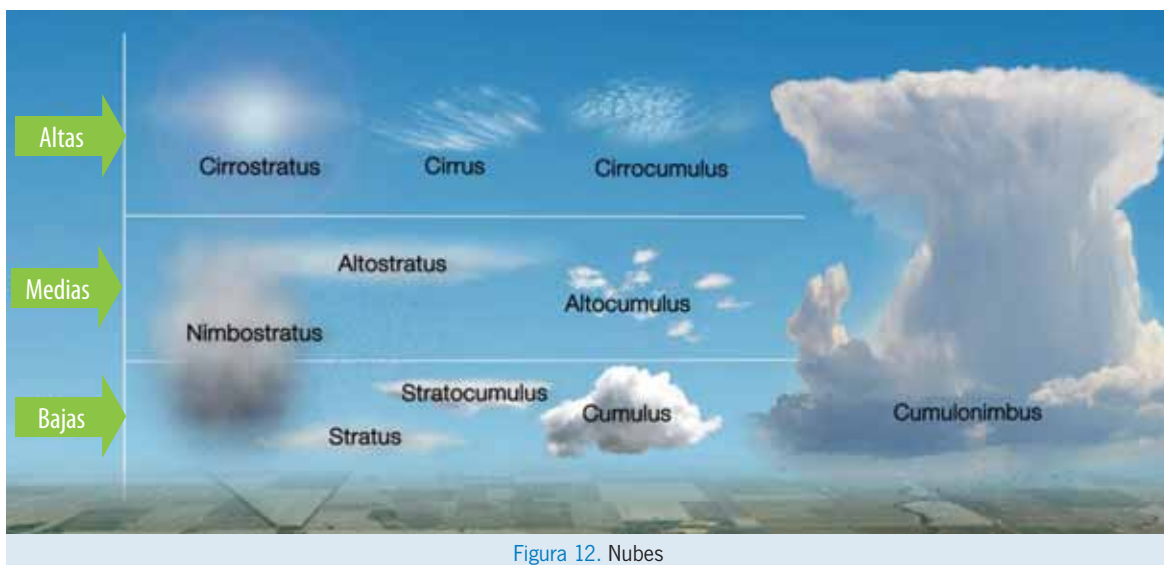 Altas
Cirrostratus
Cirrus
Cirrocumulus
Medias
Altostratus
Altocumulus
Nimbostratus
Bajas
Stratocumulus
Cumulus
Cumulonimbus
Stratus
Figura 12. Nubes